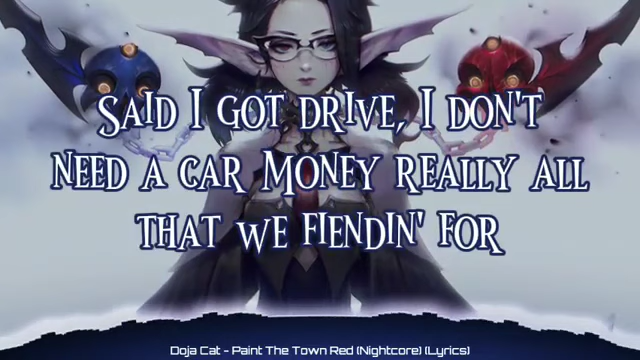 SAID I GOT DRIVE, I DON'T
NEED A CAR MONEY REALLY ALL
THAT WE FIENDIN' FOR
Doja Cat - Paint The Town Red (Nightcore) (Lyrics)